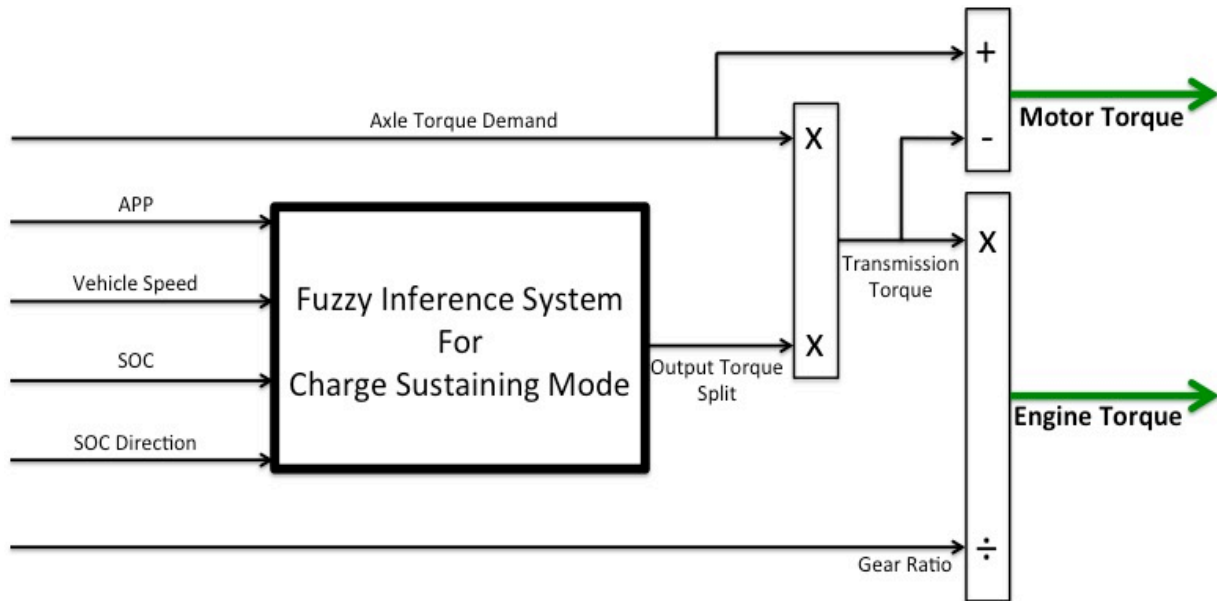 +
Axle Torque Demand
Motor Torque
X
-
APP
X
Vehicle Speed
Transmission
Torque
Fuzzy Inference System
For
Charge Sustaining Mode
SOC
X
Output Torque
Split
Engine Torque
SOC Direction
÷
Gear Ratio